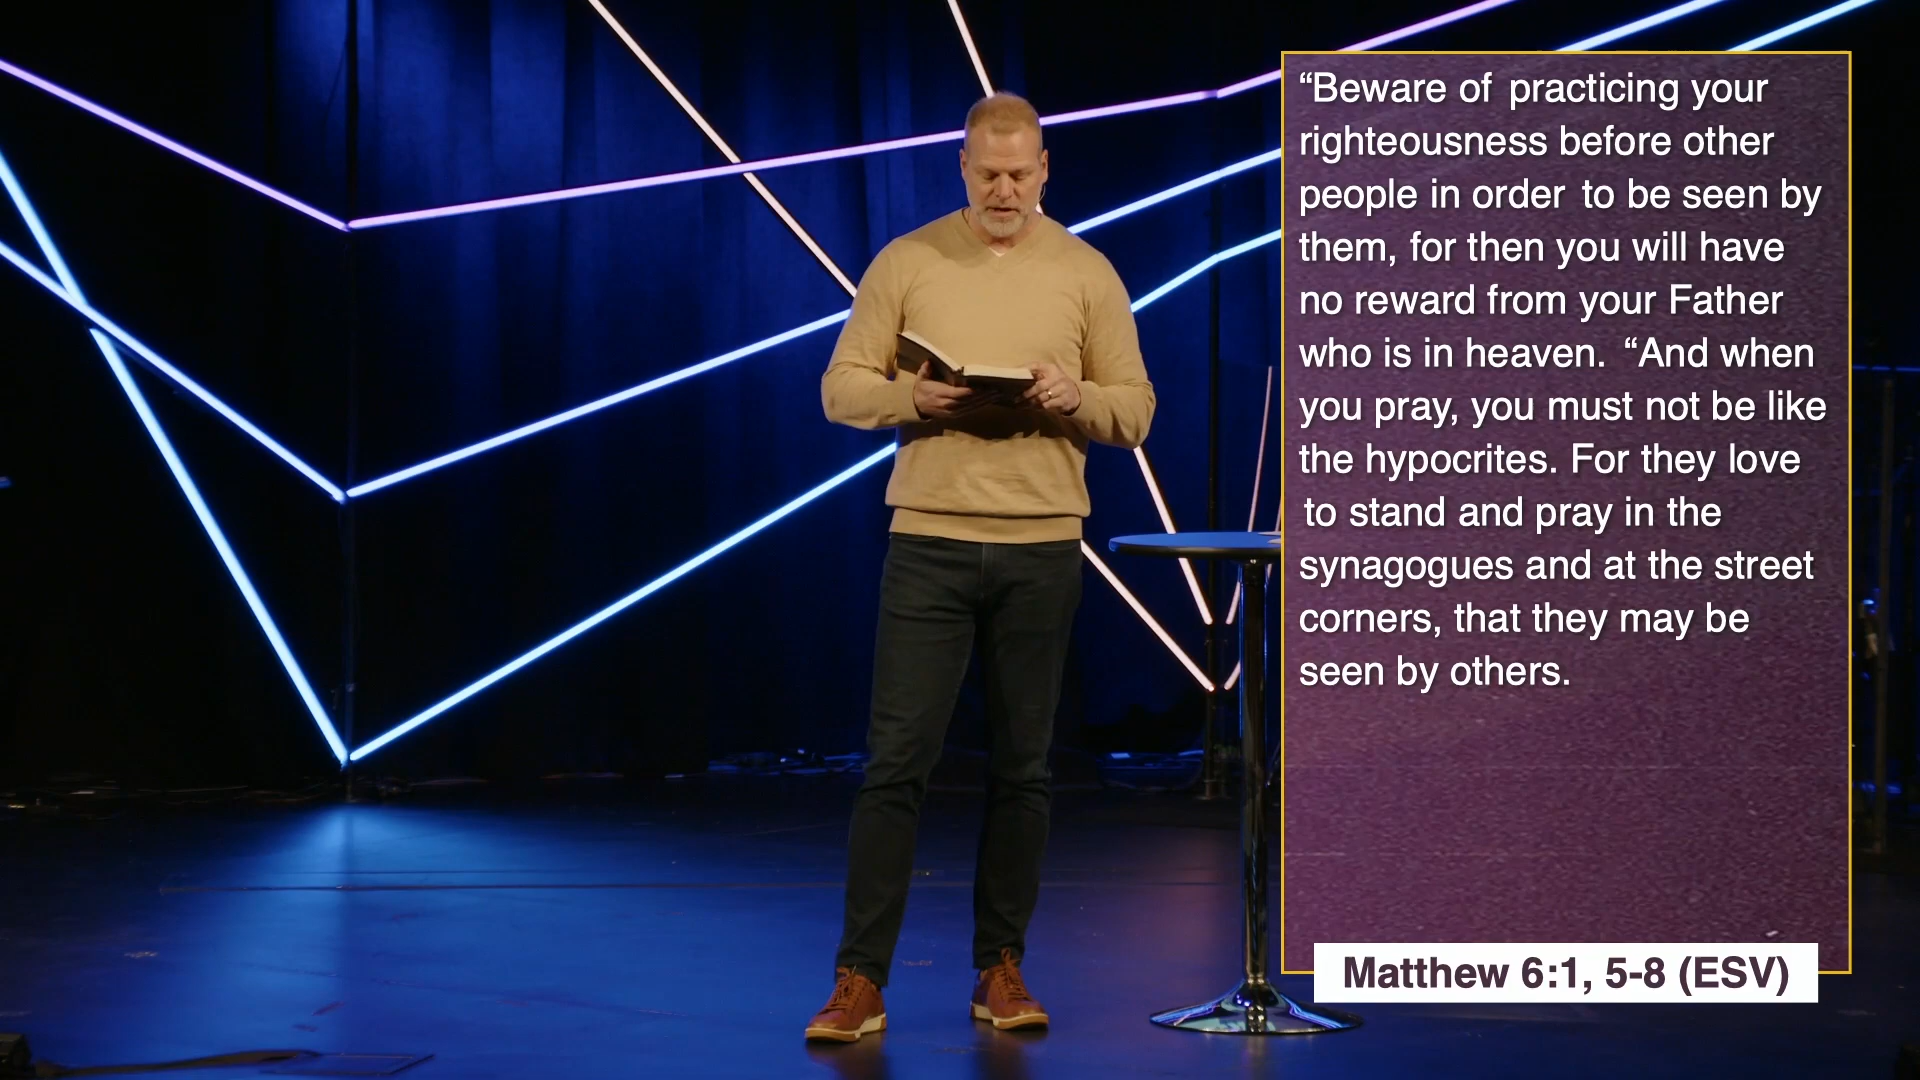 “Beware of practicing your
righteousness before other
people in order to be seen by
them, for then you will have
no reward from your Father
who is in heaven. “And when
you pray, you must not be like
the hypocrites. For they love
to stand and pray in the
synagogues and at the street
corners, that they may be
seen by others.
Matthew 6:1, 5-8 (ESV)